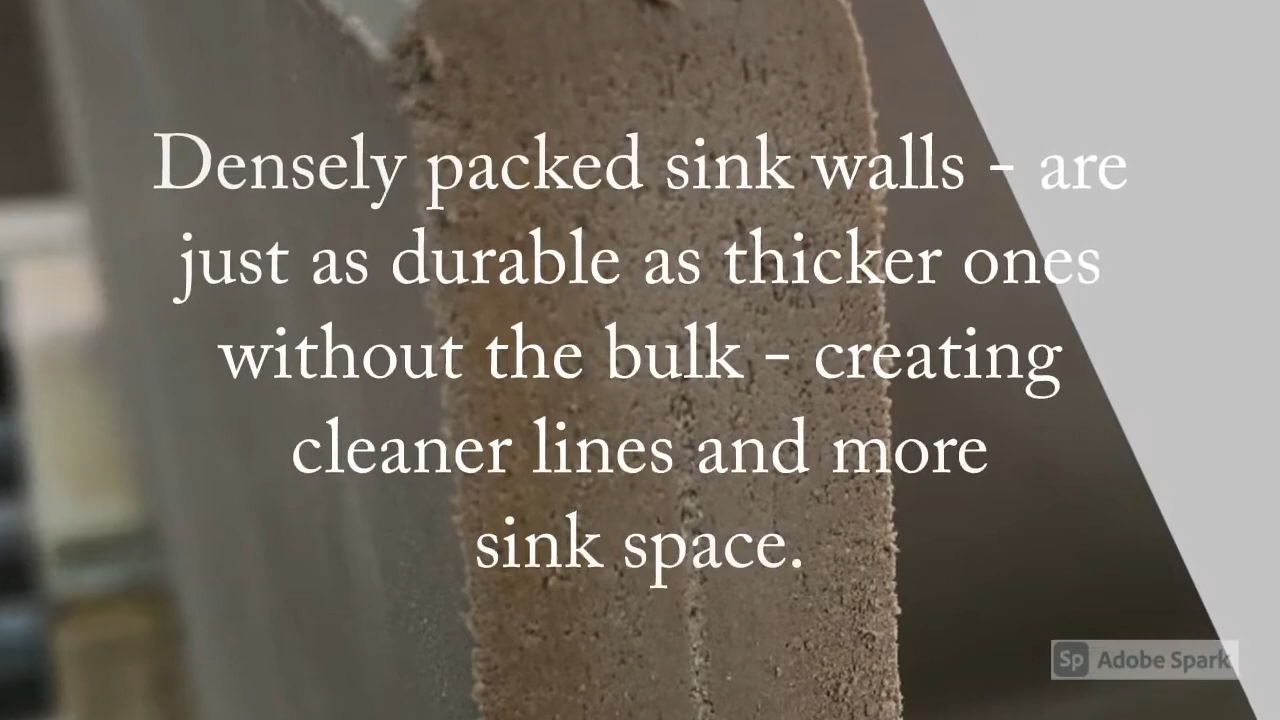 Densely packed sink walls - are
just as durable as thicker ones
without the bulk - creating
cleaner lines and more
sink space.
Sp Adobe Spark